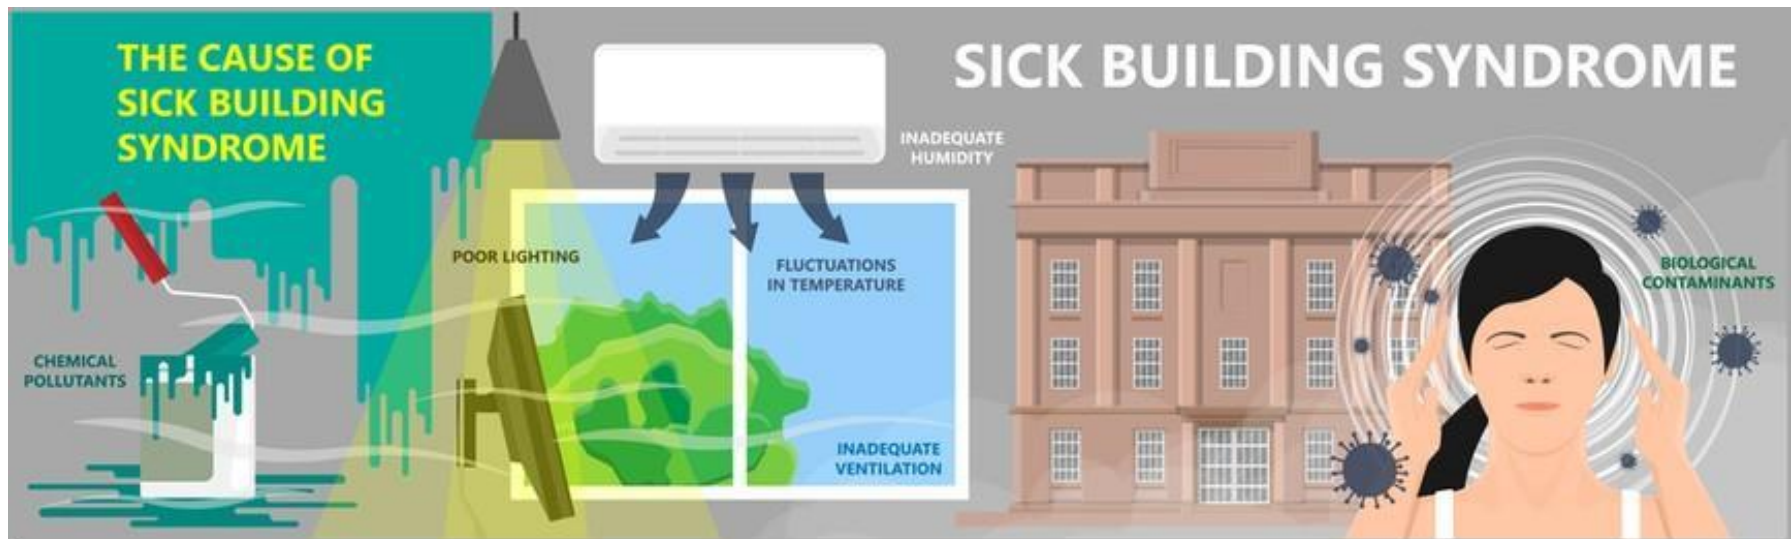 THE CAUSE OF
SICK BUILDING
SYNDROME
CHEMICAL
POLLUTANTS
POOR LIGHTING
INADEQUATE
HUMIDITY
FLUCTUATIONS
IN TEMPERATURE
INADEQUATE
VENTILATION
SICK BUILDING SYNDROME
BIOLOGICAL
CONTAMINANTS